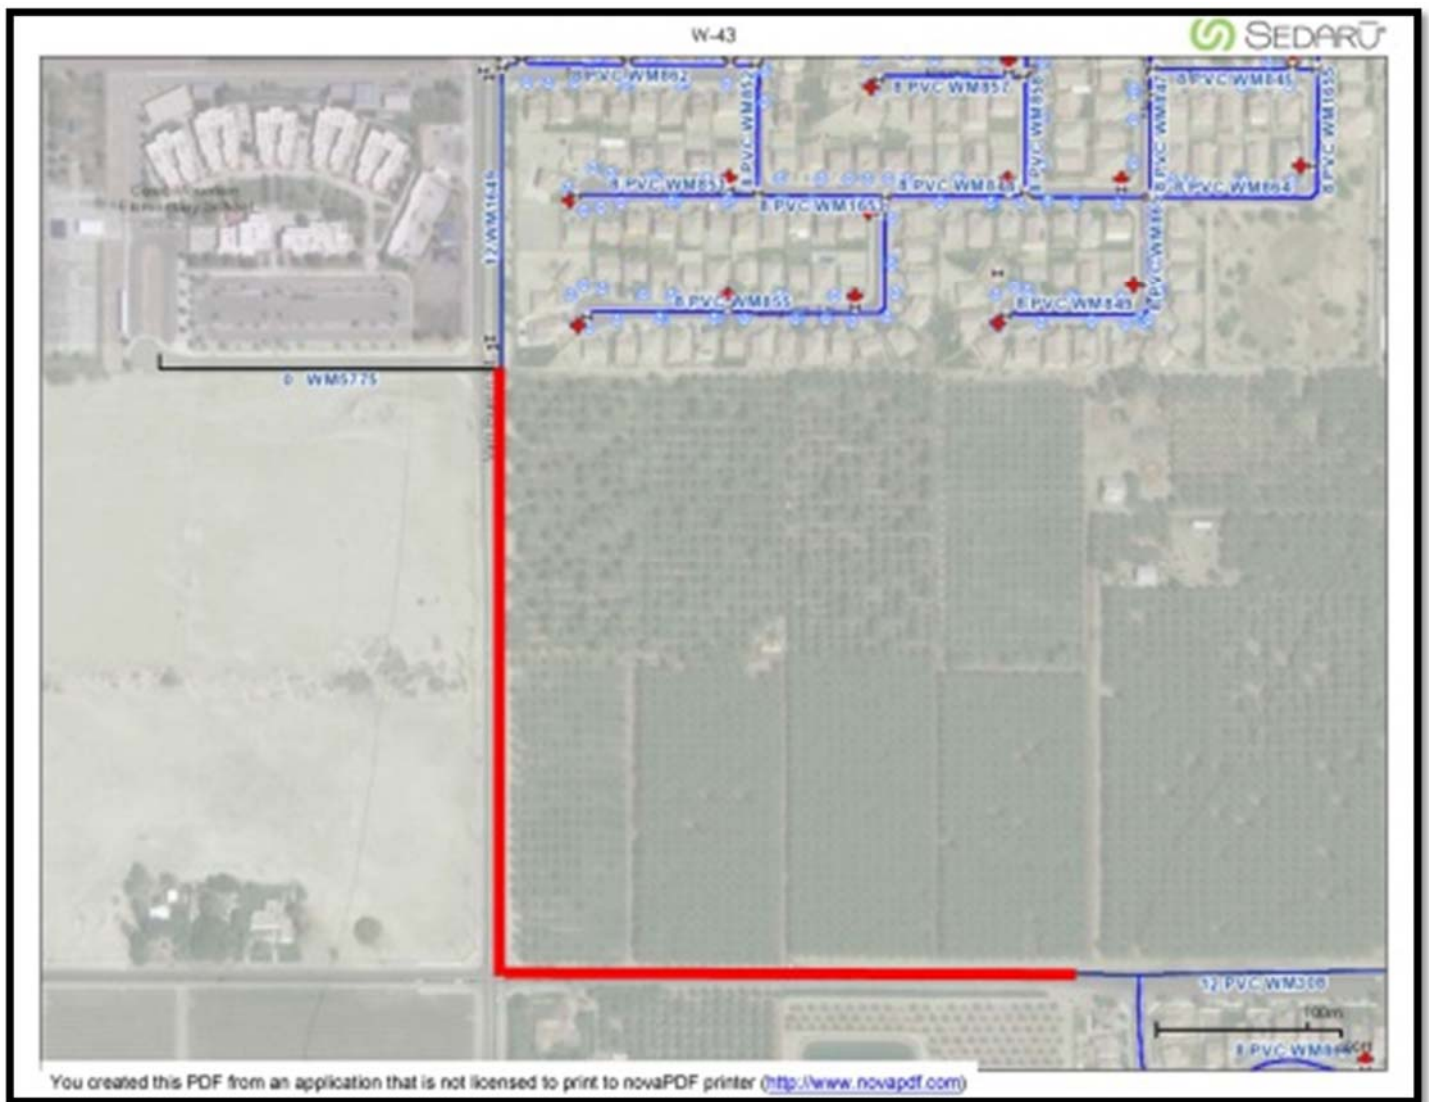 W-43
SEDARU
8 PVC WM862
8 PVC WM852
8 PVC WM857
8 PVC WM858
8 PVC WM847
8 PVC WM845
8 PVC WM1655
12 WM1645
8 PVC WM853
8 PVC WM1653
8 PVC WM864
8 PVC WM855
8 PVC WM849
0 WM5775
12 PVC WM308
100m
8 PVC
You created this PDF from an application that is not licensed to print to novaPDF printer (http://www.novapdf.com)